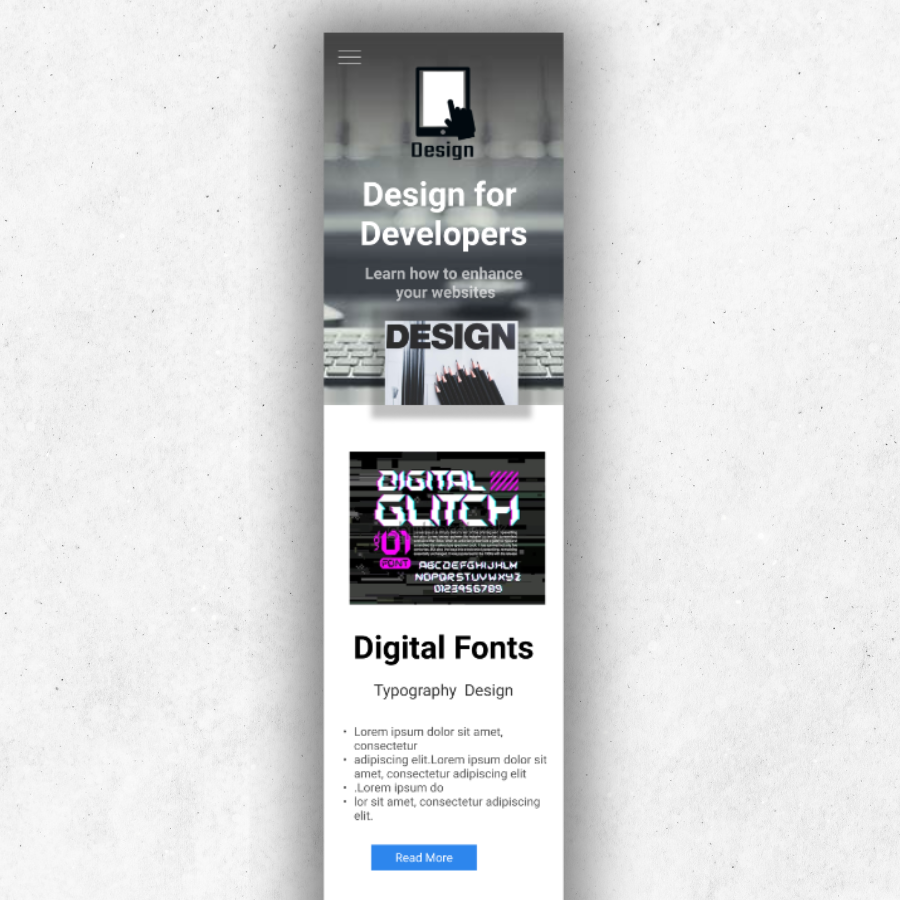 Design
Design for
Developers
Learn how to enhance
your websites
DESIGN
DIGITAL
GLITCH
01
FONT
ABCDEFGHIJKLM
NOPQRSTUVWXYZ
0123456789
Digital Fonts
Typography Design
• Lorem ipsum dolor sit amet,
consectetur
• adipiscing elit.Lorem ipsum dolor sit
amet, consectetur adipiscing elit
• .Lorem ipsum do
• lor sit amet, consectetur adipiscing
elit.
Read More